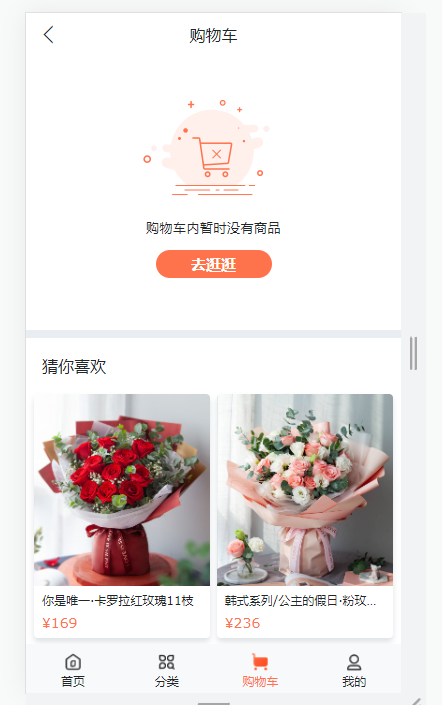 购物车
购物车内暂时没有商品
去逛逛
猜你喜欢
你是唯一·卡罗拉红玫瑰11枝
¥169
韩式系列/公主的假日·粉玫...
¥236
首页
分类
购物车
我的